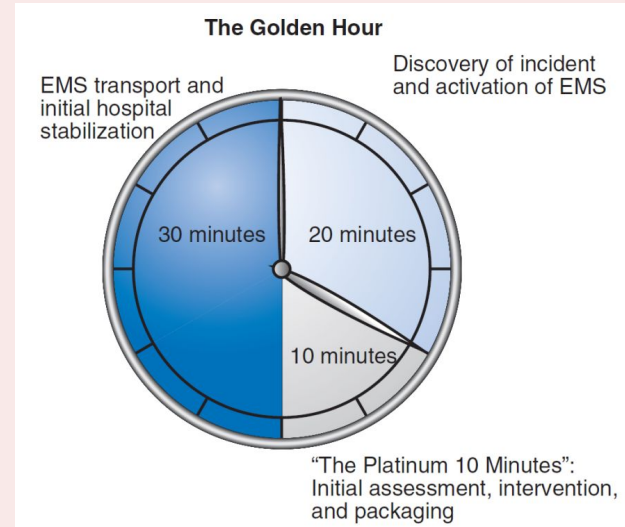 The Golden Hour
EMS transport and
initial hospital
stabilization
Discovery of incident
and activation of EMS
30 minutes
20 minutes
10 minutes
“The Platinum 10 Minutes”:
Initial assessment, intervention,
and packaging